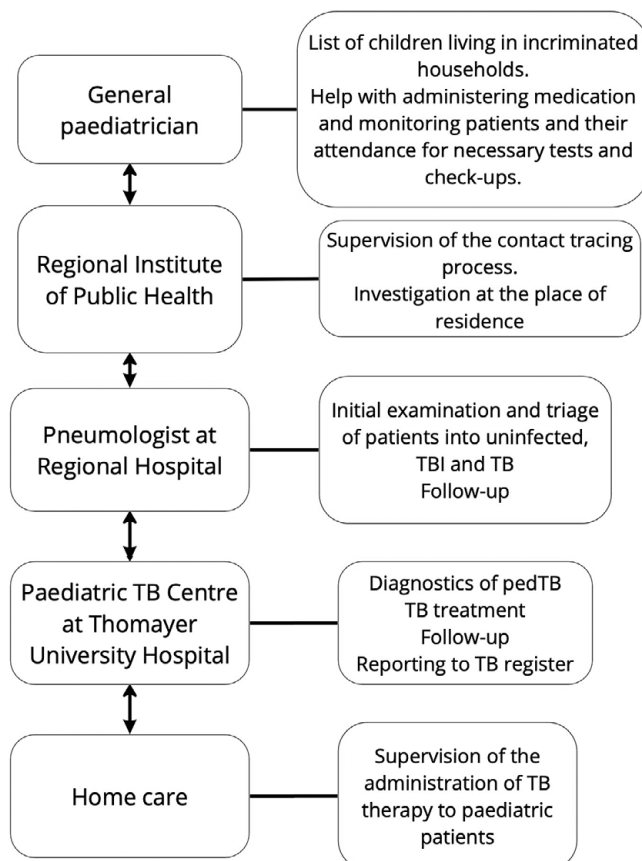 General
paediatrician
List of children living in incriminated
households.
Help with administering medication
and monitoring patients and their
attendance for necessary tests and
check-ups.
Regional Institute
of Public Health
Supervision of the contact tracing
process.
Investigation at the place of
residence
Pneumologist at
Regional Hospital
Initial examination and triage
of patients into uninfected,
TBI and TB
Follow-up
Paediatric TB Centre
at Thomayer
University Hospital
Diagnostics of pedTB
TB treatment
Follow-up
Reporting to TB register
Home care
Supervision of the
administration of TB
therapy to paediatric
patients